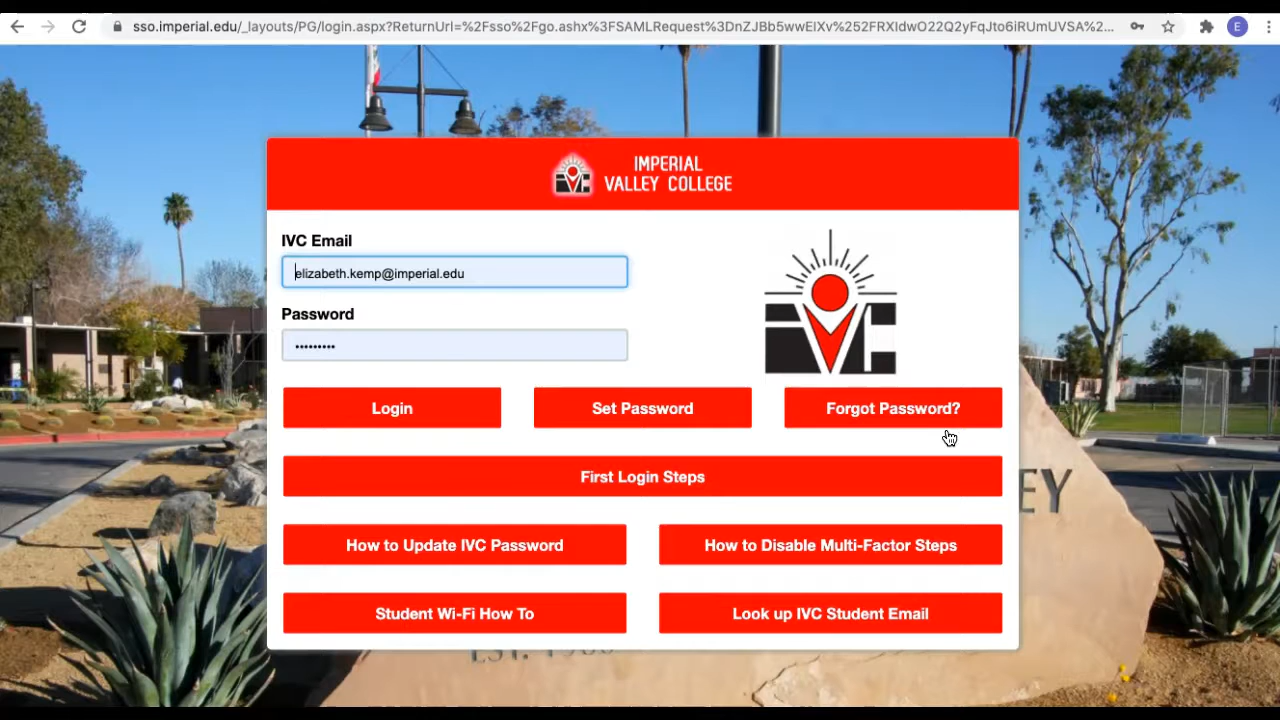 sso.imperial.edu/_layouts/PG/login.aspx?ReturnUrl=%2Fsso%2Fgo.ashx%3FSAMLRequest%3DnZJBb5wwEIXv%252FRXIdwO22Q2yFqJto6iRUmUVSA%2...
E
IMPERIAL
VALLEY COLLEGE
IVC Email
elizabeth.kemp@imperial.edu
Password
•••••••••
IVC
Login Set Password Forgot Password?
First Login Steps
EY
How to Update IVC Password How to Disable Multi-Factor Steps
Student Wi-Fi How To Look up IVC Student Email